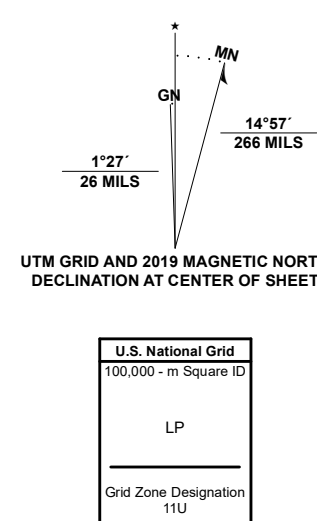 ★
MN
GN
14°57´
266 MILS
1°27´
26 MILS
UTM GRID AND 2019 MAGNETIC NORT
DECLINATION AT CENTER OF SHEET
U.S. National Grid
100,000 - m Square ID
LP
Grid Zone Designation
11U